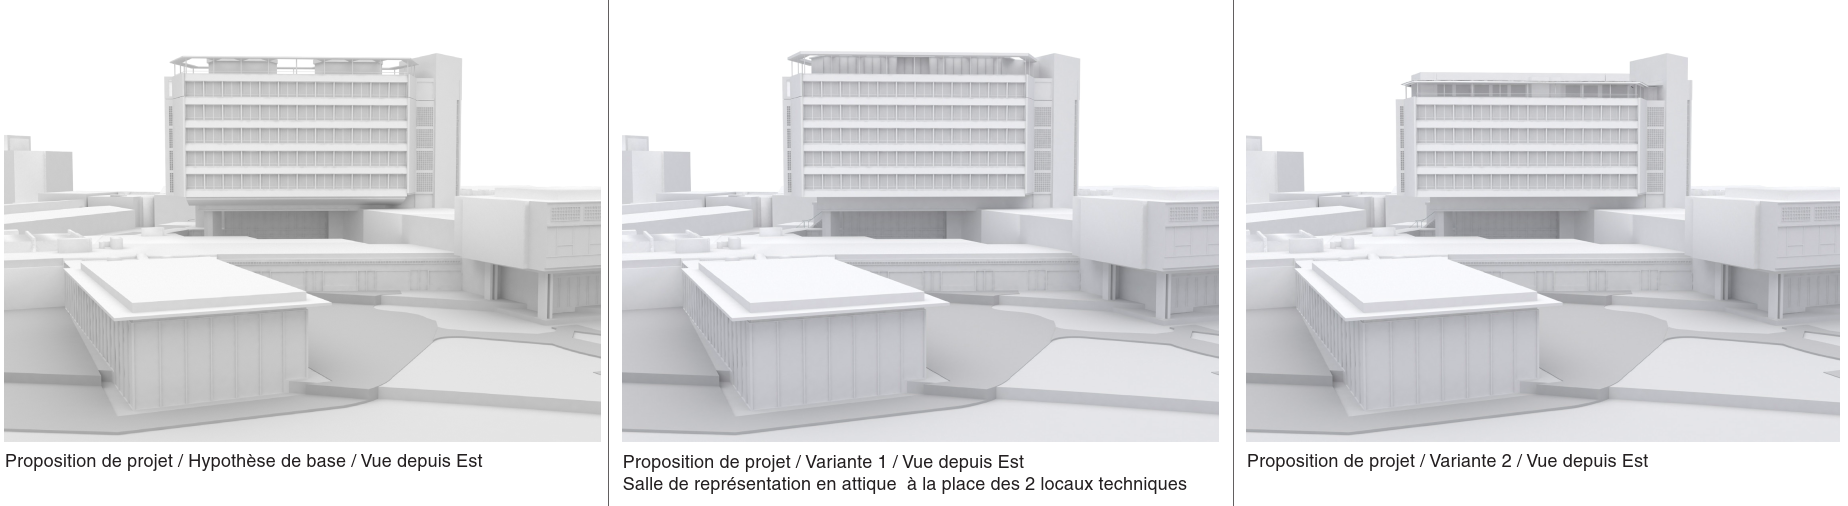 Proposition de projet / Hypothèse de base / Vue depuis Est
Proposition de projet / Variante 1 / Vue depuis Est
Salle de représentation en attique  à la place des 2 locaux techniques
Proposition de projet / Variante 2 / Vue depuis Est